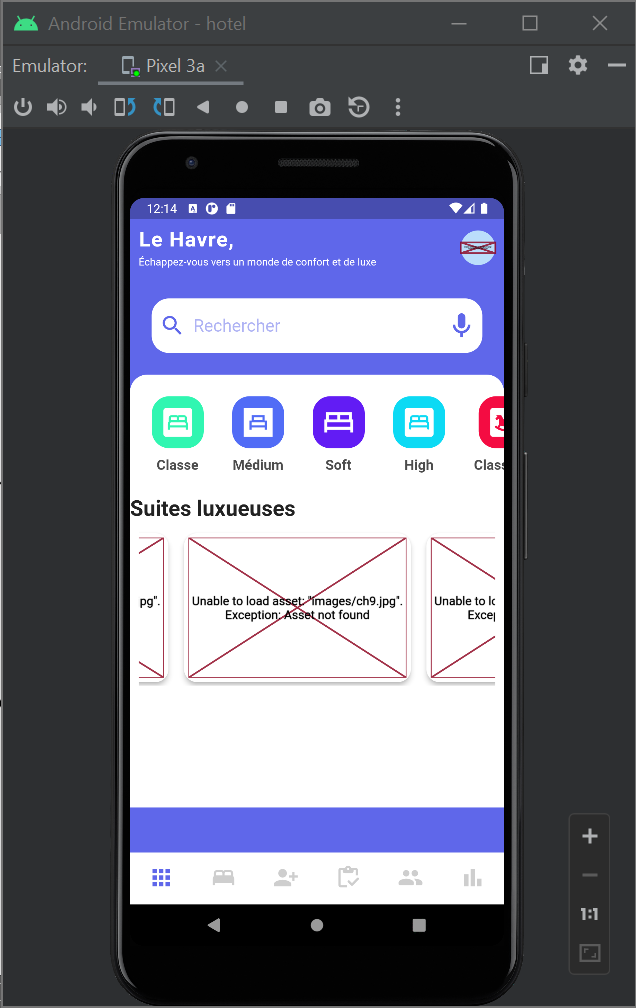 Android Emulator - hotel
Emulator:
Pixel 3a
12:14
Le Havre,
Échappez-vous vers un monde de confort et de luxe
Rechercher
Classe
Médium
Soft
High
Class
Suites luxueuses
pg".
Unable to load asset: "images/ch9.jpg".
Exception: Asset not found
Unable to lo
Excep
1:1